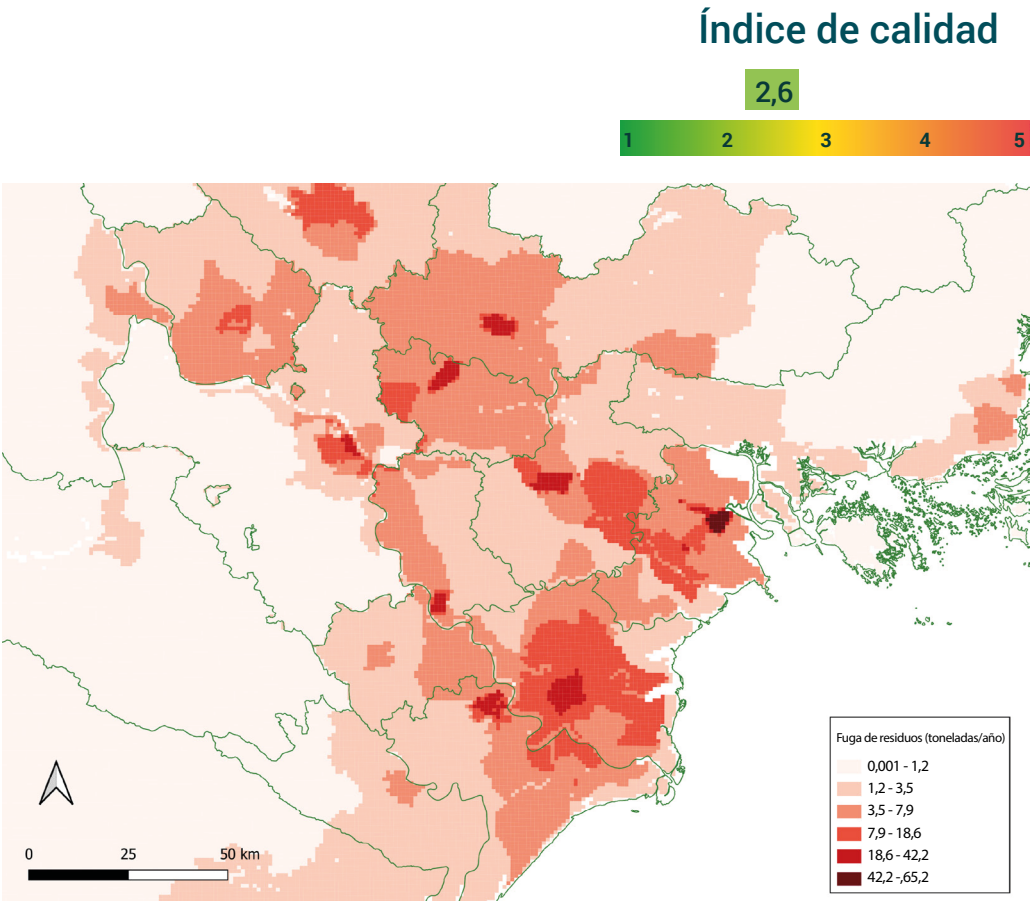 Índice de calidad
2,6
1 2 3 4 5
Fuga de residuos (toneladas/año)
0,001 - 1,2
1,2 - 3,5
3,5 - 7,9
7,9 - 18,6
18,6 - 42,2
42,2 -,65,2
0 25 50 km